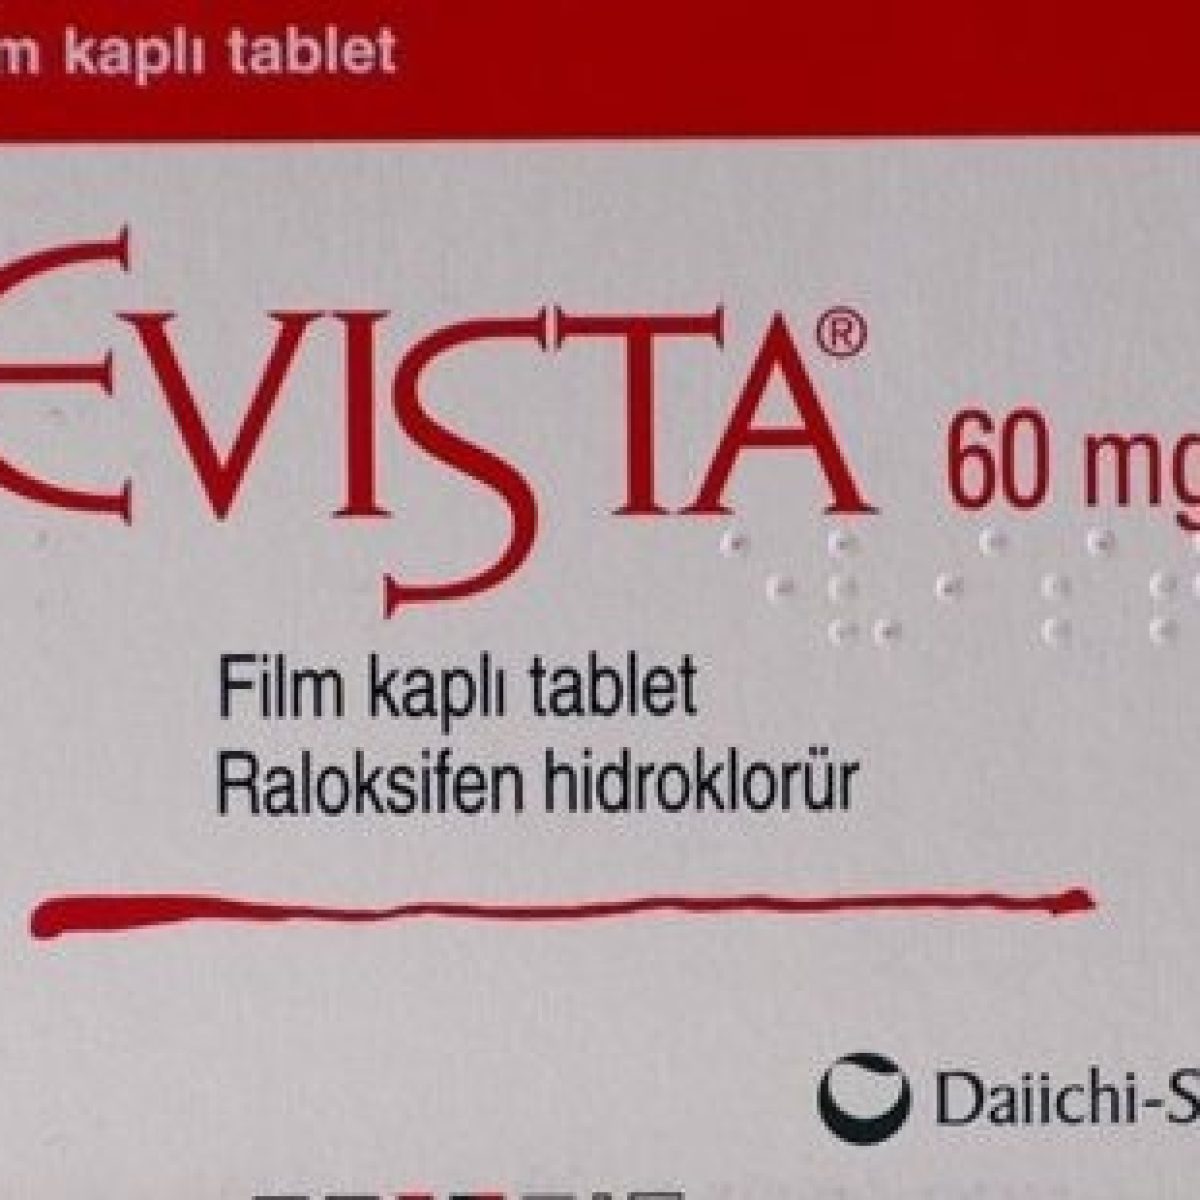 m kaplı tablet
EVISTA® 60 mg
Film kaplı tablet
Raloksifen hidroklorür
Daiichi-S